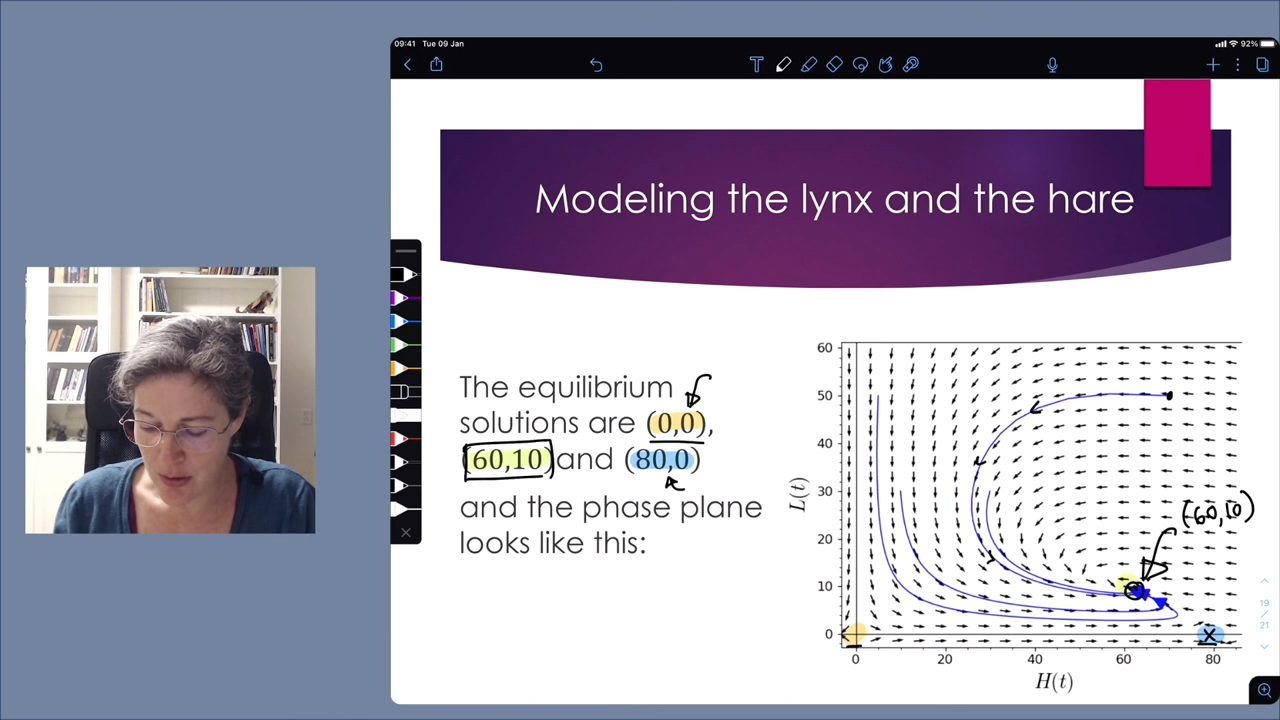 09:41 Tue 09 Jan
92%
T
Modeling the lynx and the hare
The equilibrium
solutions are (0,0),
(60,10) and (80,0)
and the phase plane
looks like this:
60
50
40
30
20
10
0
L(t)
(60,10)
0 20 40 60 80
H(t)
19
/
21